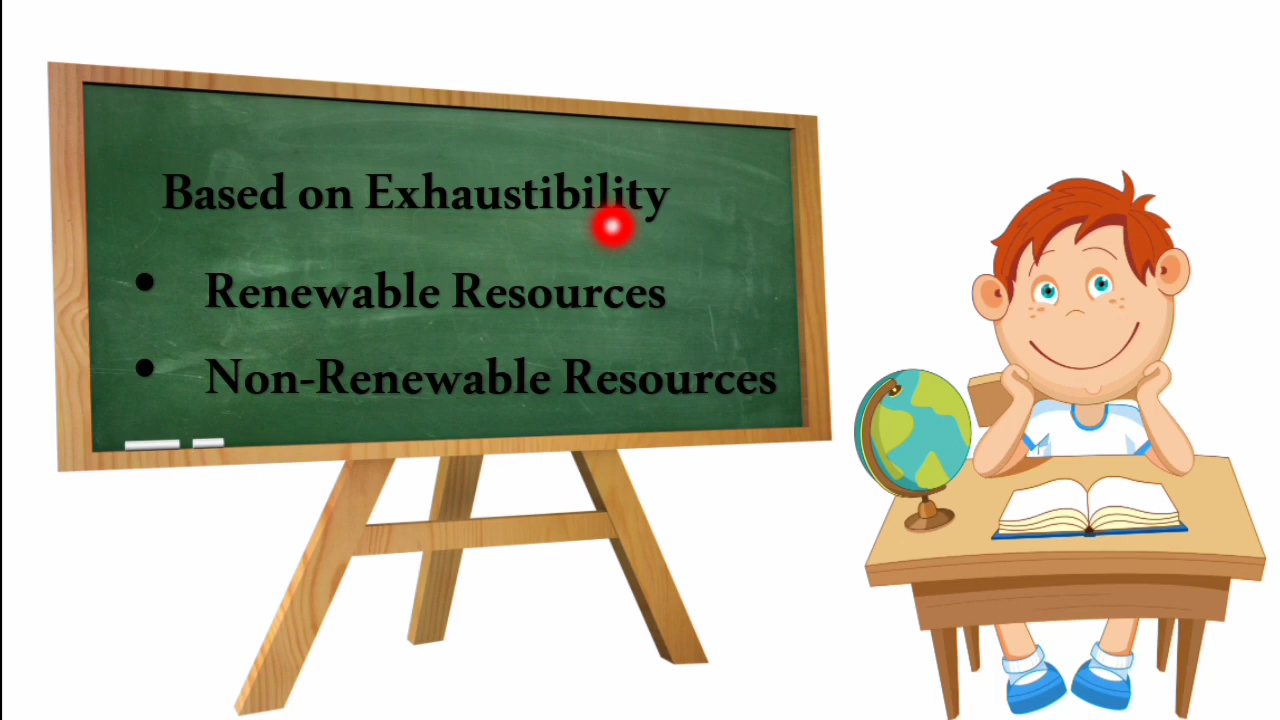 Based on Exhaustibility
• Renewable Resources
• Non-Renewable Resources